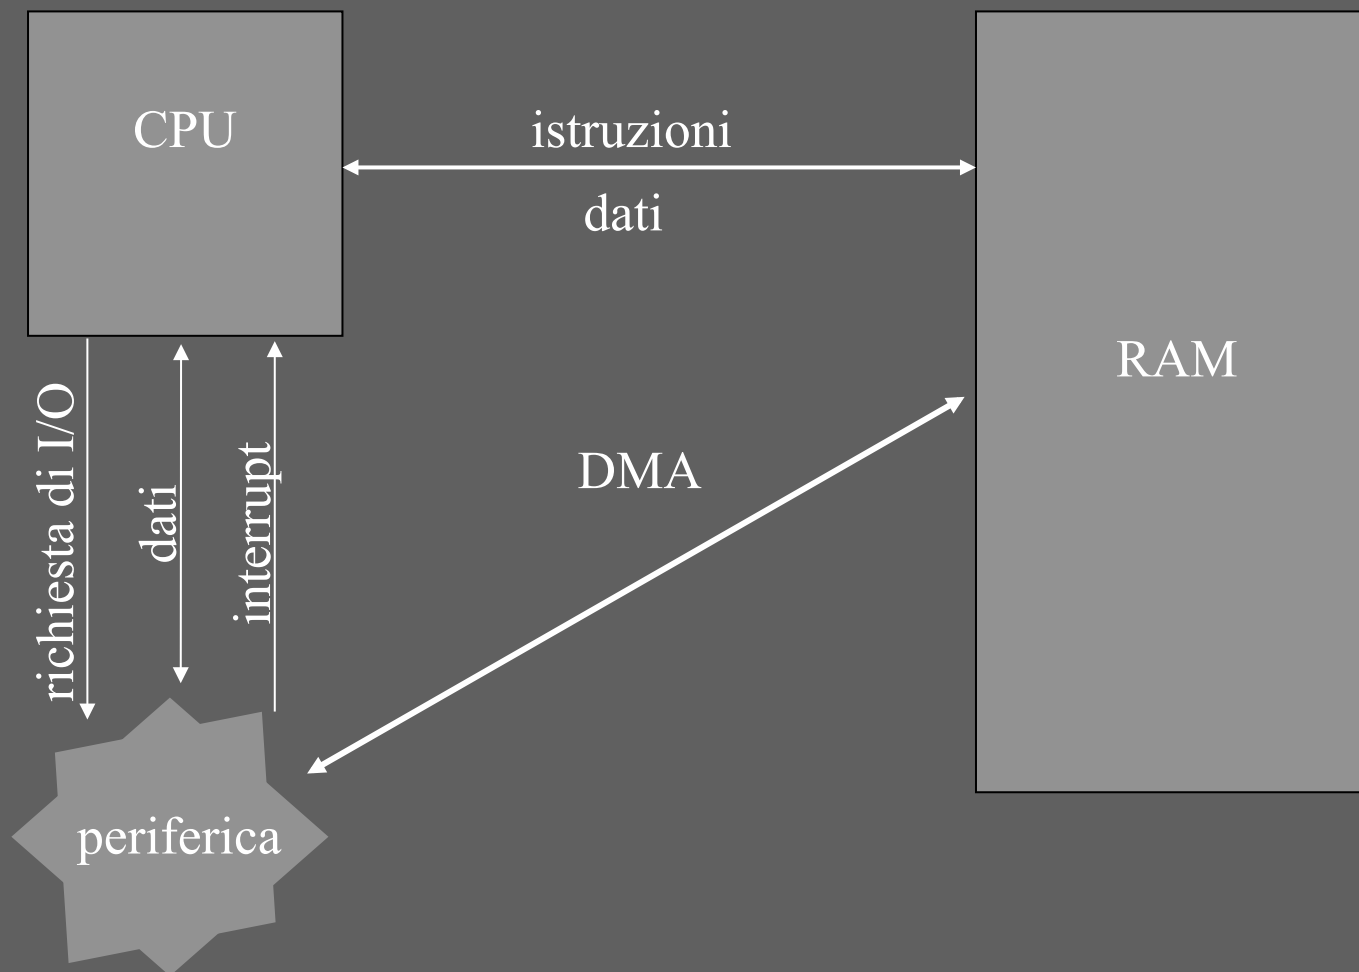 CPU
istruzioni
dati
RAM
richiesta di I/O
dati
interrupt
DMA
periferica